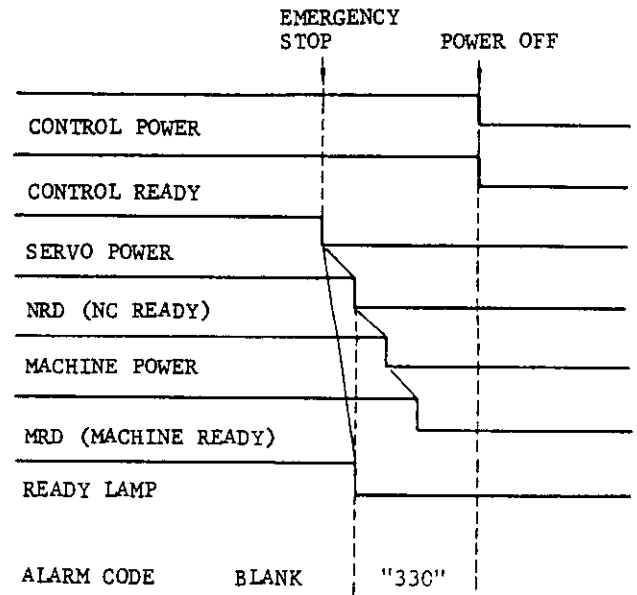 EMERGENCY
STOP
POWER OFF
CONTROL POWER
CONTROL READY
SERVO POWER
NRD (NC READY)
MACHINE POWER
MRD (MACHINE READY)
READY LAMP
ALARM CODE BLANK "330"